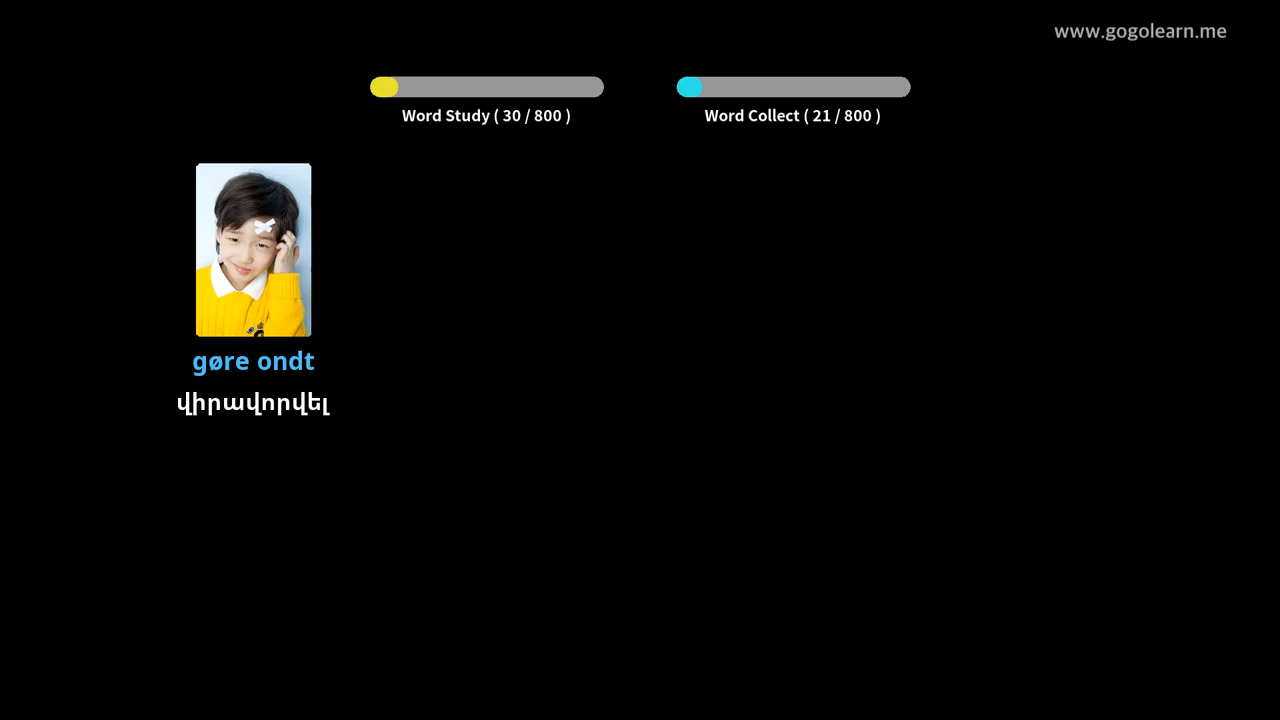 www.gogolearn.me
Word Study ( 30 / 800 )
Word Collect ( 21 / 800 )
gøre ondt
վիրավորվել